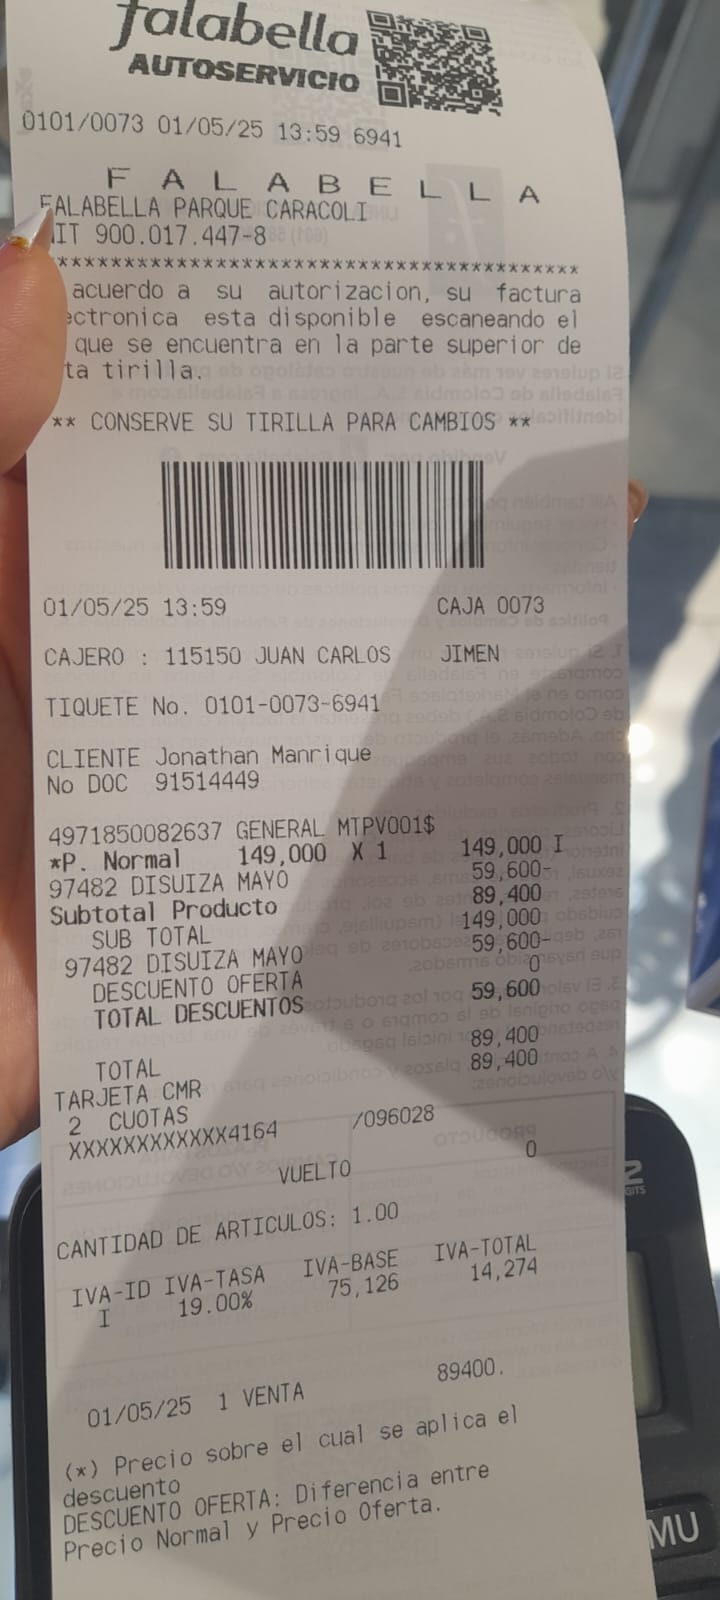 falabella
AUTOSERVICIO
0101/0073 01/05/25 13:59 6941
F A L A B E L L A
FALABELLA PARQUE CARACOLI
IT 900.017.447-8
****************************************
acuerdo a su autorizacion, su factura
ectronica esta disponible escaneando el
que se encuentra en la parte superior de
ta tirilla.
** CONSERVE SU TIRILLA PARA CAMBIOS **
01/05/25 13:59 CAJA 0073
CAJERO : 115150 JUAN CARLOS JIMEN
TIQUETE No. 0101-0073-6941
CLIENTE Jonathan Manrique
No DOC 91514449
4971850082637 GENERAL MTPV001$
*P. Normal 149,000 X 1 149,000 I
97482 DISUIZA MAYO 59,600-
Subtotal Producto 89,400
SUB TOTAL 149,000
97482 DISUIZA MAYO 59,600-
DESCUENTO OFERTA 0
TOTAL DESCUENTOS 59,600
TOTAL 89,400
TARJETA CMR 89,400
2 CUOTAS
XXXXXXXXXXXX4164 /096028
VUELTO 0
CANTIDAD DE ARTICULOS: 1.00
IVA-ID IVA-TASA IVA-BASE IVA-TOTAL
I 19.00% 75,126 14,274
01/05/25 1 VENTA 89400.
(*) Precio sobre el cual se aplica el
descuento
DESCUENTO OFERTA: Diferencia entre
Precio Normal y Precio Oferta.
MU